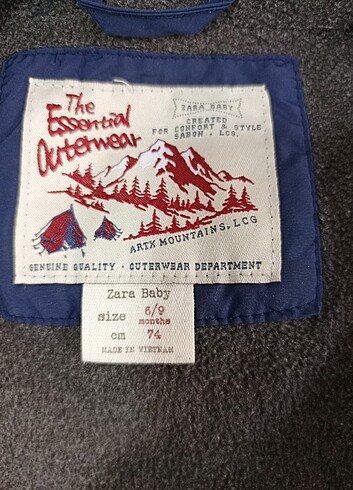 The
Essential
Outerwear
ZARA BABY
CREATED
FOR COMFORT & STYLE
GABON, LCG.
ARTX MOUNTAINS, LCG
GENUINE QUALITY · OUTERWEAR DEPARTMENT
Zara Baby
size 6/9
months
cm 74
MADE IN VIETNAM